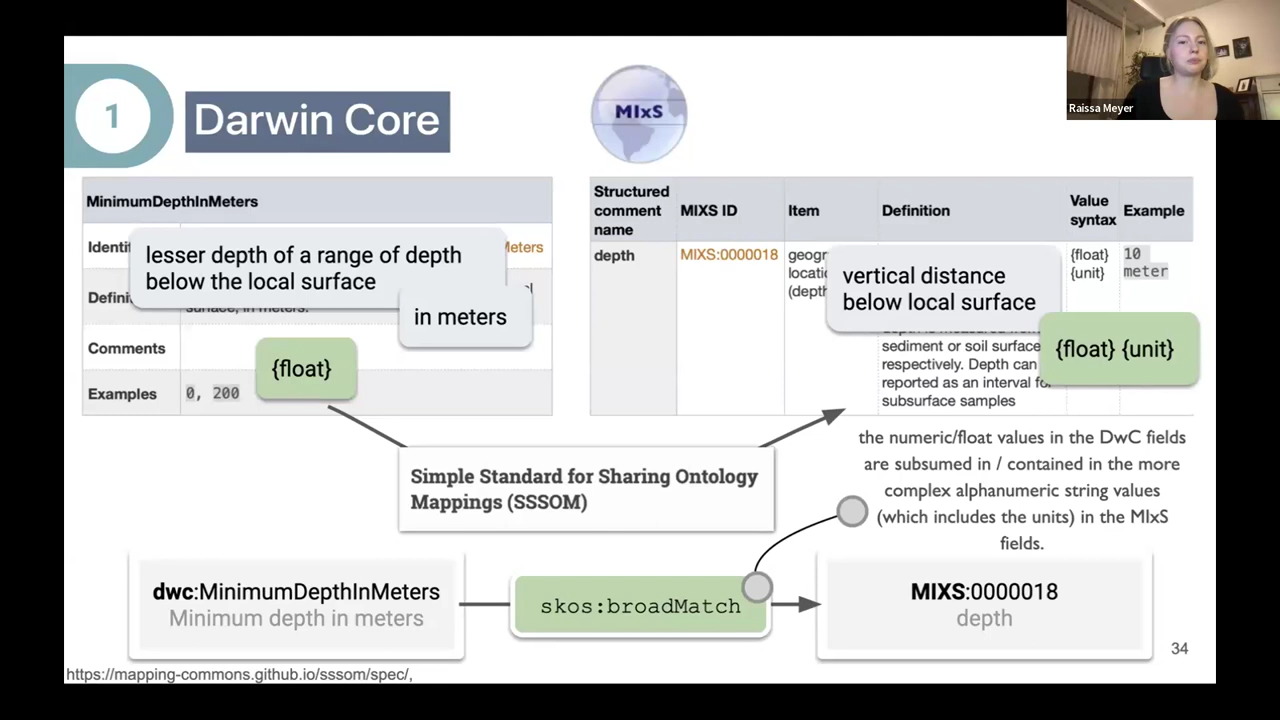 Raissa Meyer
1
Darwin Core
MIxS
MinimumDepthInMeters
Meters
lesser depth of a range of depth
below the local surface
surface, in meters.
in meters
Comments
{float}
Examples
0, 200
Structured
comment
name
MIXS ID
Item
Definition
Value
syntax
Example
depth
MIXS:0000018
{float}
{unit}
10
meter
vertical distance
below local surface
sediment or soil surface
respectively. Depth can
reported as an interval for
subsurface samples
{float} {unit}
Simple Standard for Sharing Ontology
Mappings (SSSOM)
the numeric/float values in the DwC fields
are subsumed in / contained in the more
complex alphanumeric string values
(which includes the units) in the MIxS
fields.
dwc:MinimumDepthInMeters
Minimum depth in meters
skos:broadMatch
MIXS:0000018
depth
34
https://mapping-commons.github.io/sssom/spec/,